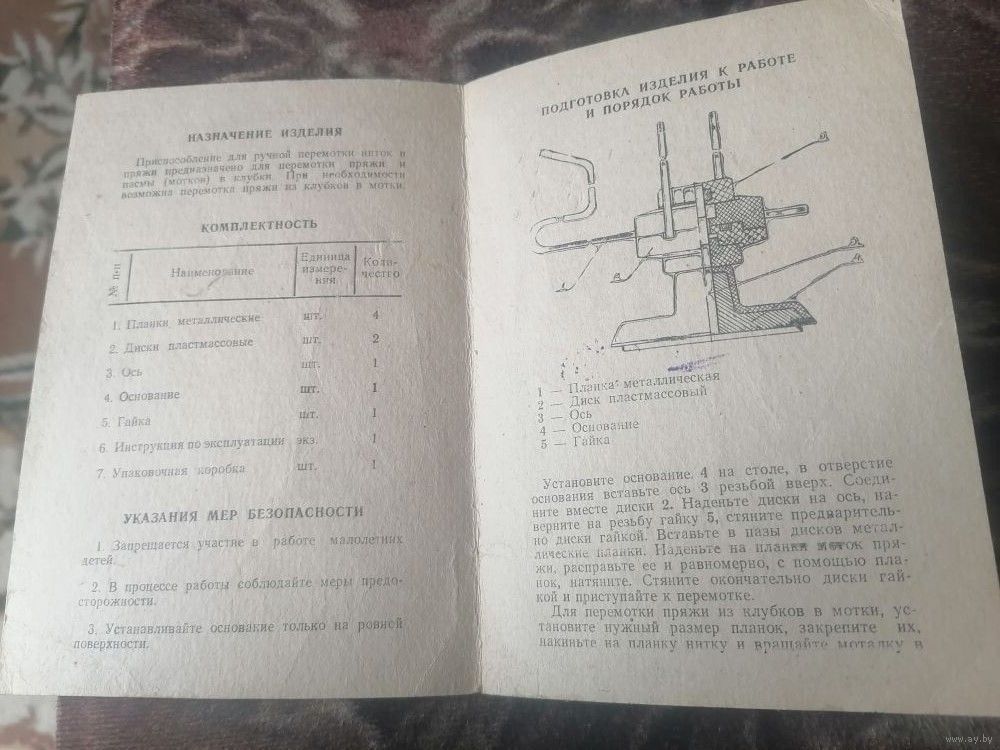 НАЗНАЧЕНИЕ ИЗДЕЛИЯ
Приспособление для ручной перемотки ниток и
пряжи предназначено для перемотки пряжи и
пасмы (мотков) в клубки. При необходимости
возможна перемотка пряжи из клубков в мотки.
КОМПЛЕКТНОСТЬ
№ п-п Наименование Единица измере- ния Коли- чество
1. Планки металлические шт. 4
2. Диски пластмассовые шт. 2
3. Ось шт. 1
4. Основание шт. 1
5. Гайка шт. 1
6. Инструкция по эксплуатации экз. 1
7. Упаковочная коробка шт. 1
УКАЗАНИЯ МЕР БЕЗОПАСНОСТИ
1. Запрещается участие в работе малолетних
детей.
2. В процессе работы соблюдайте меры предо-
сторожности.
3. Устанавливайте основание только на ровной
поверхности.
ПОДГОТОВКА ИЗДЕЛИЯ К РАБОТЕ
И ПОРЯДОК РАБОТЫ
1 — Планка металлическая
2 — Диск пластмассовый
3 — Ось
4 — Основание
5 — Гайка
Установите основание 4 на столе, в отверстие
основания вставьте ось 3 резьбой вверх. Соеди-
ните вместе диски 2. Наденьте диски на ось, на-
верните на резьбу гайку 5, стяните предваритель-
но диски гайкой. Вставьте в пазы дисков метал-
лические планки. Наденьте на планки моток пря-
жи, расправьте ее и равномерно, с помощью пла-
нок, натяните. Стяните окончательно диски гай-
кой и приступайте к перемотке.
Для перемотки пряжи из клубков в мотки, ус-
тановите нужный размер планок, закрепите их,
накиньте на планку нитку и вращайте моталку в
www.ay.by